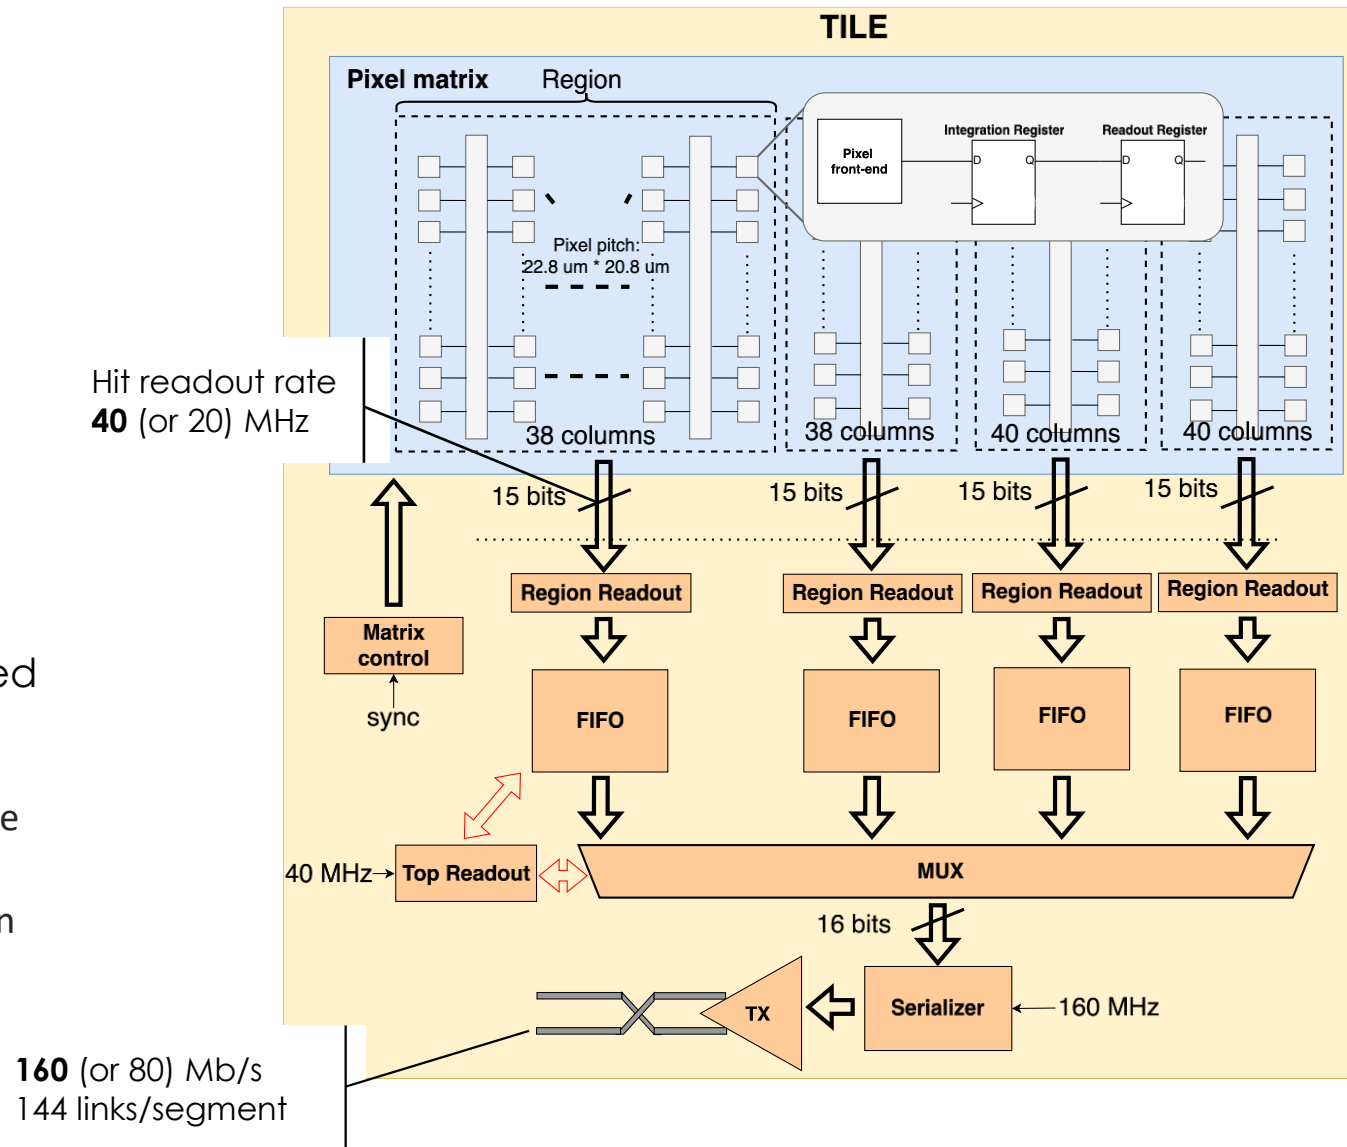 TILE
Pixel matrix
Region
Pixel
front-end
Integration Register
Readout Register
D
Q
D
Q
Pixel pitch:
22.8 um * 20.8 um
Hit readout rate
40 (or 20) MHz
38 columns
38 columns
40 columns
40 columns
15 bits
15 bits
15 bits
15 bits
Region Readout
Region Readout
Region Readout
Region Readout
Matrix
control
sync
ed
FIFO
FIFO
FIFO
FIFO
e
40 MHz
Top Readout
MUX
n
16 bits
TX
Serializer
160 MHz
160 (or 80) Mb/s
144 links/segment